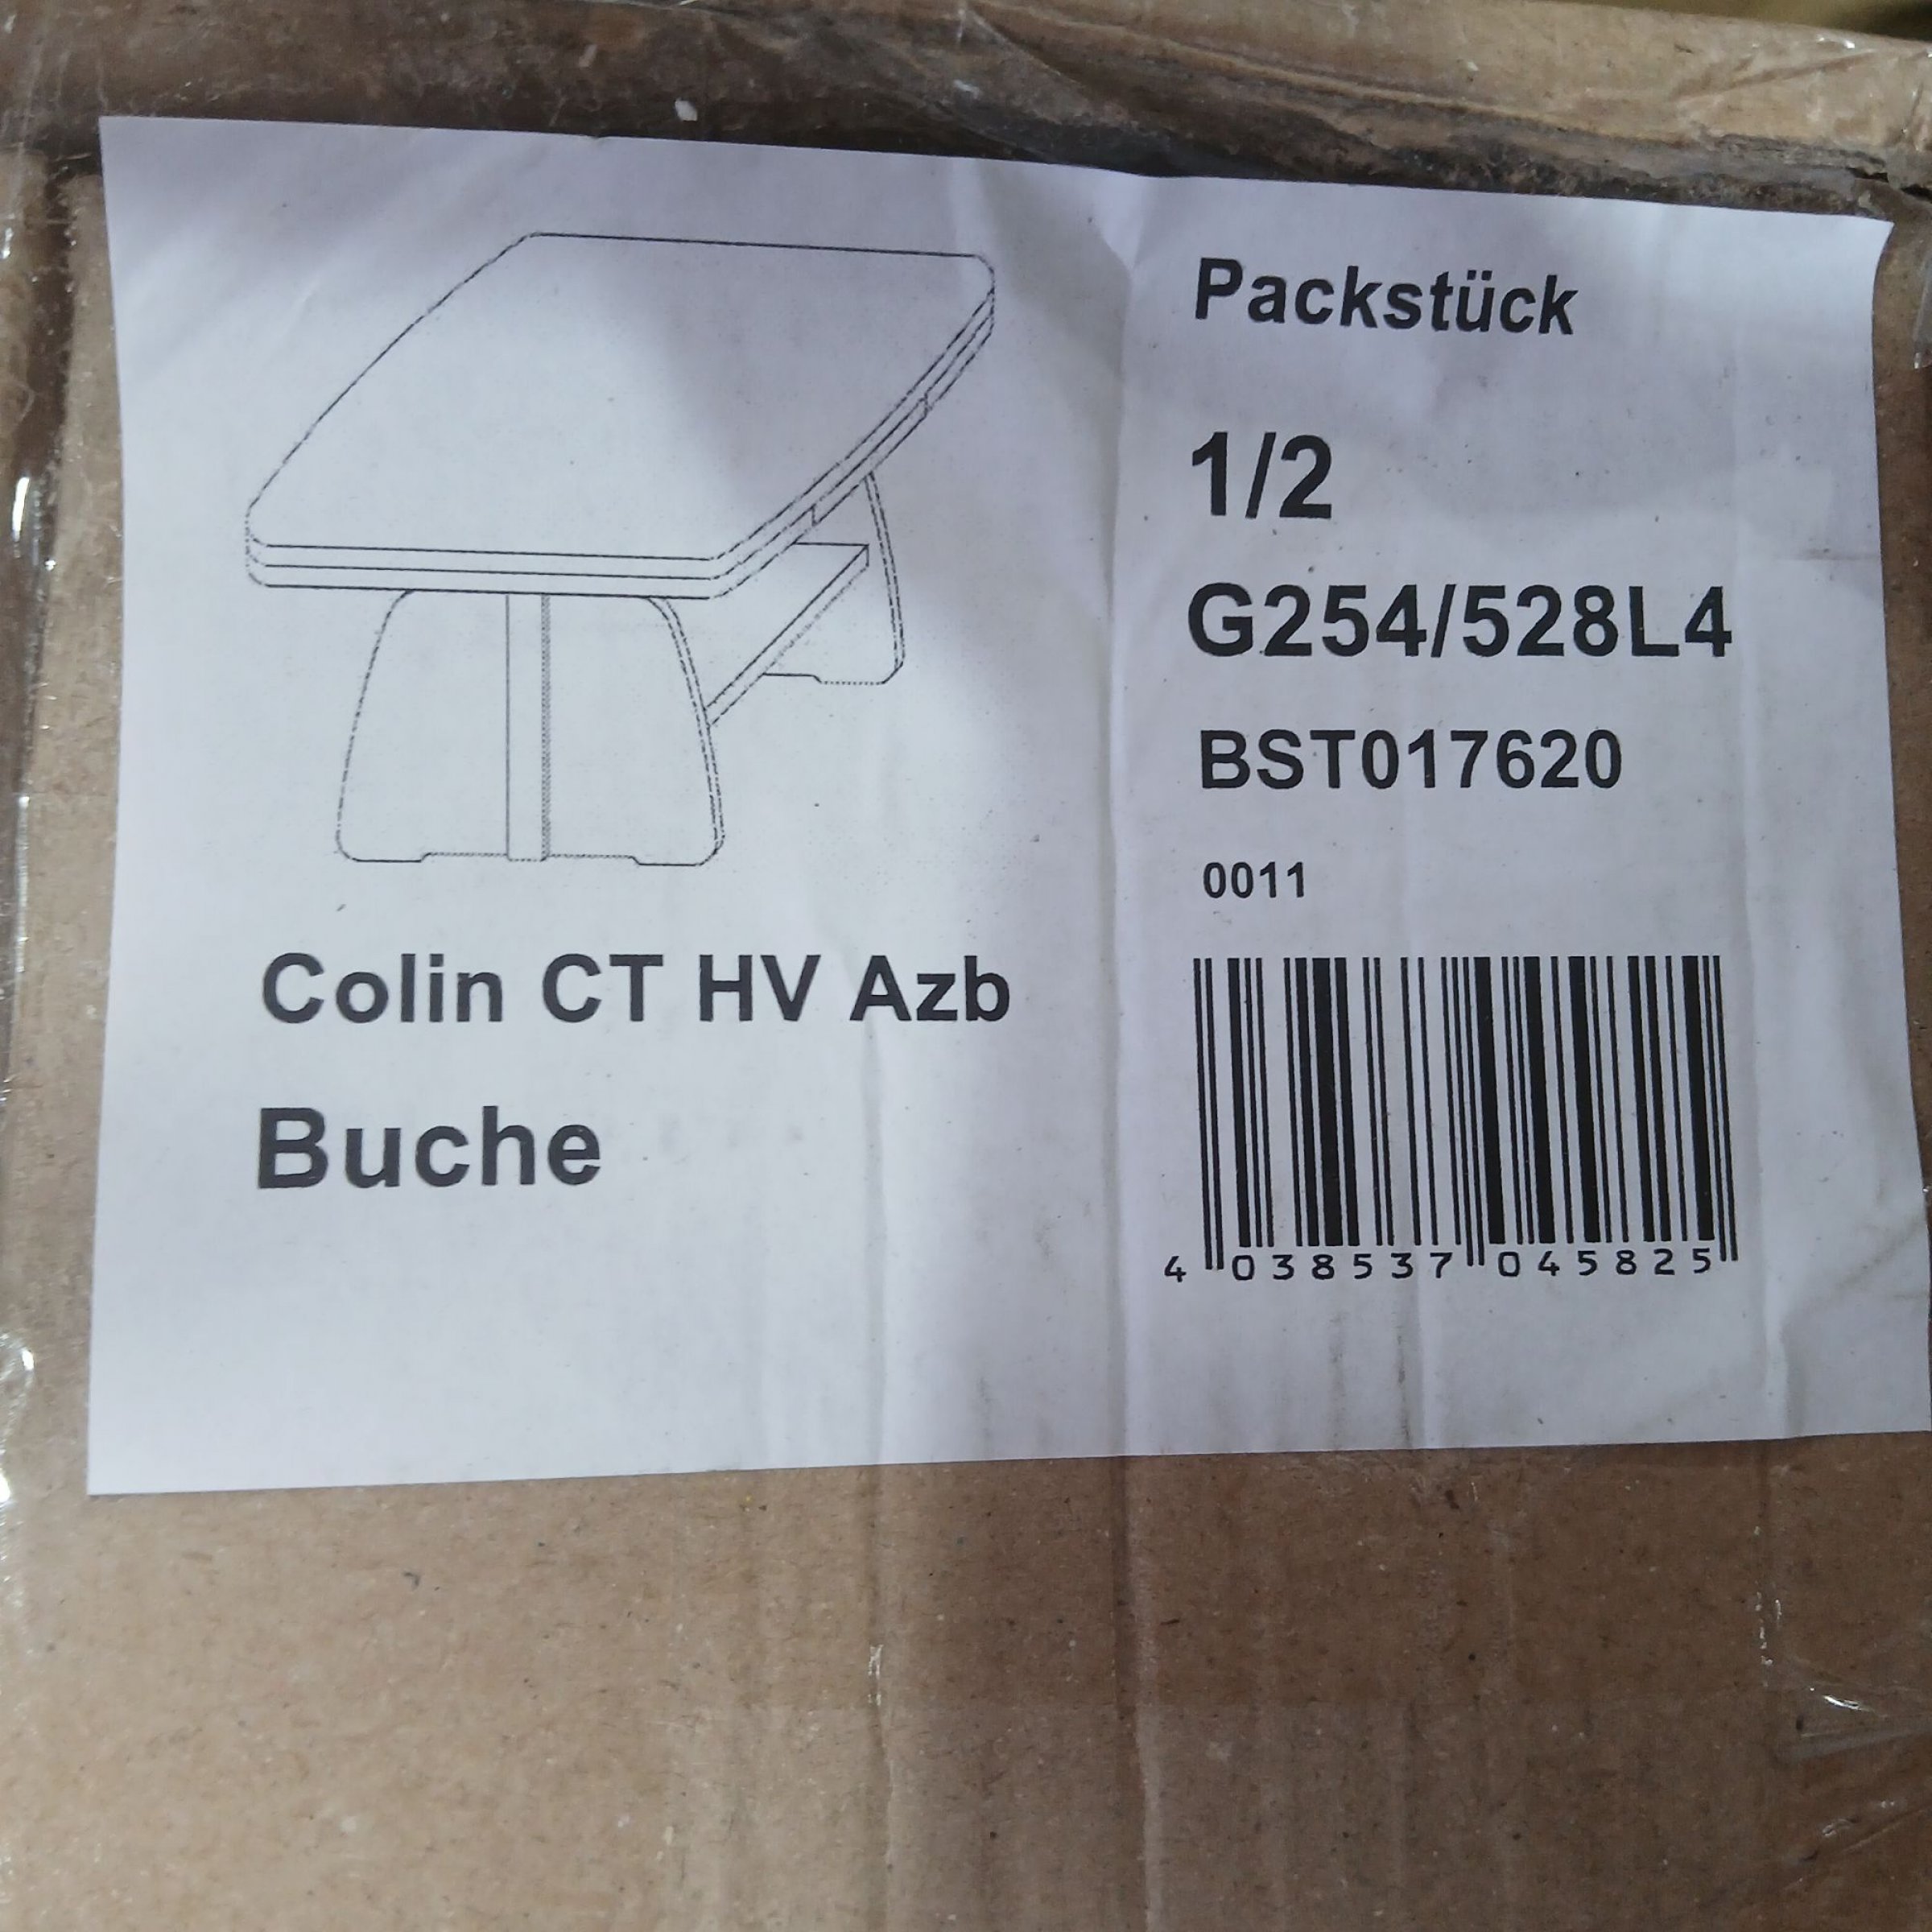 Packstück
1/2
G254/528L4
BST017620
0011
Colin CT HV Azb
Buche
4 038537 045825